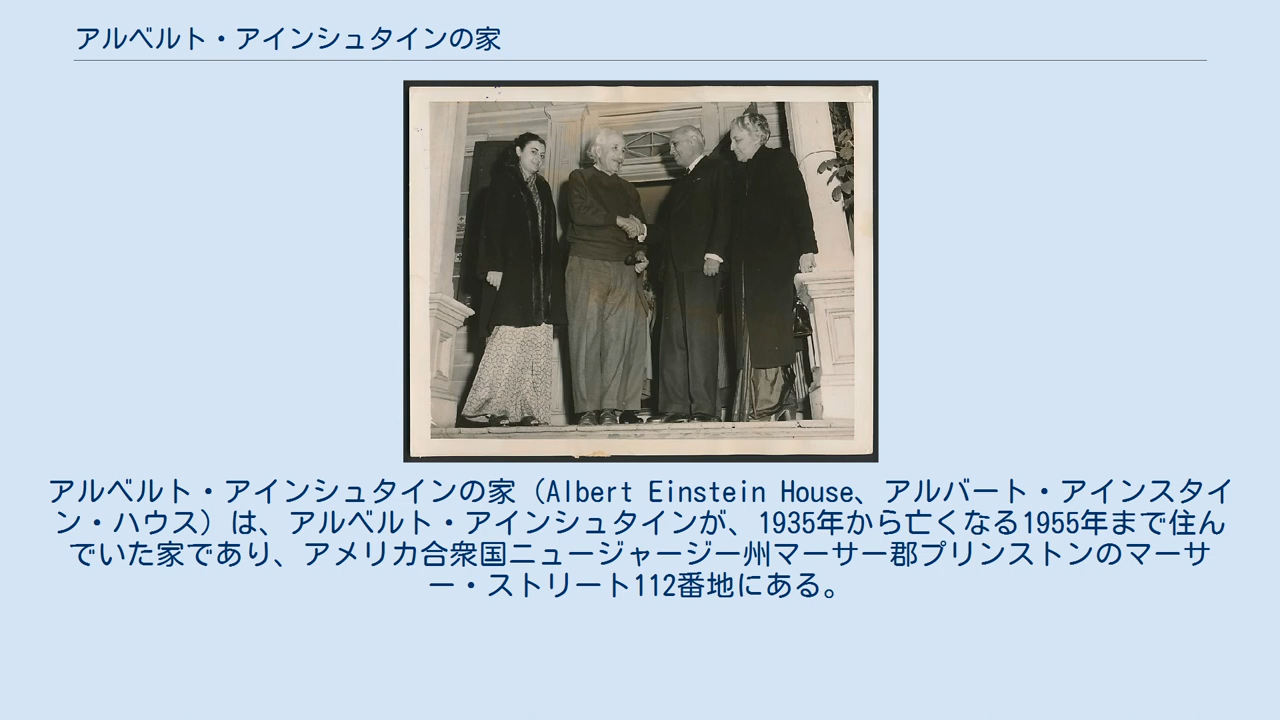 アルベルト・アインシュタインの家
アルベルト・アインシュタインの家（Albert Einstein House、アルバート・アインスタイ
ン・ハウス）は、アルベルト・アインシュタインが、1935年から亡くなる1955年まで住ん
でいた家であり、アメリカ合衆国ニュージャージー州マーサー郡プリンストンのマーサ
ー・ストリート112番地にある。